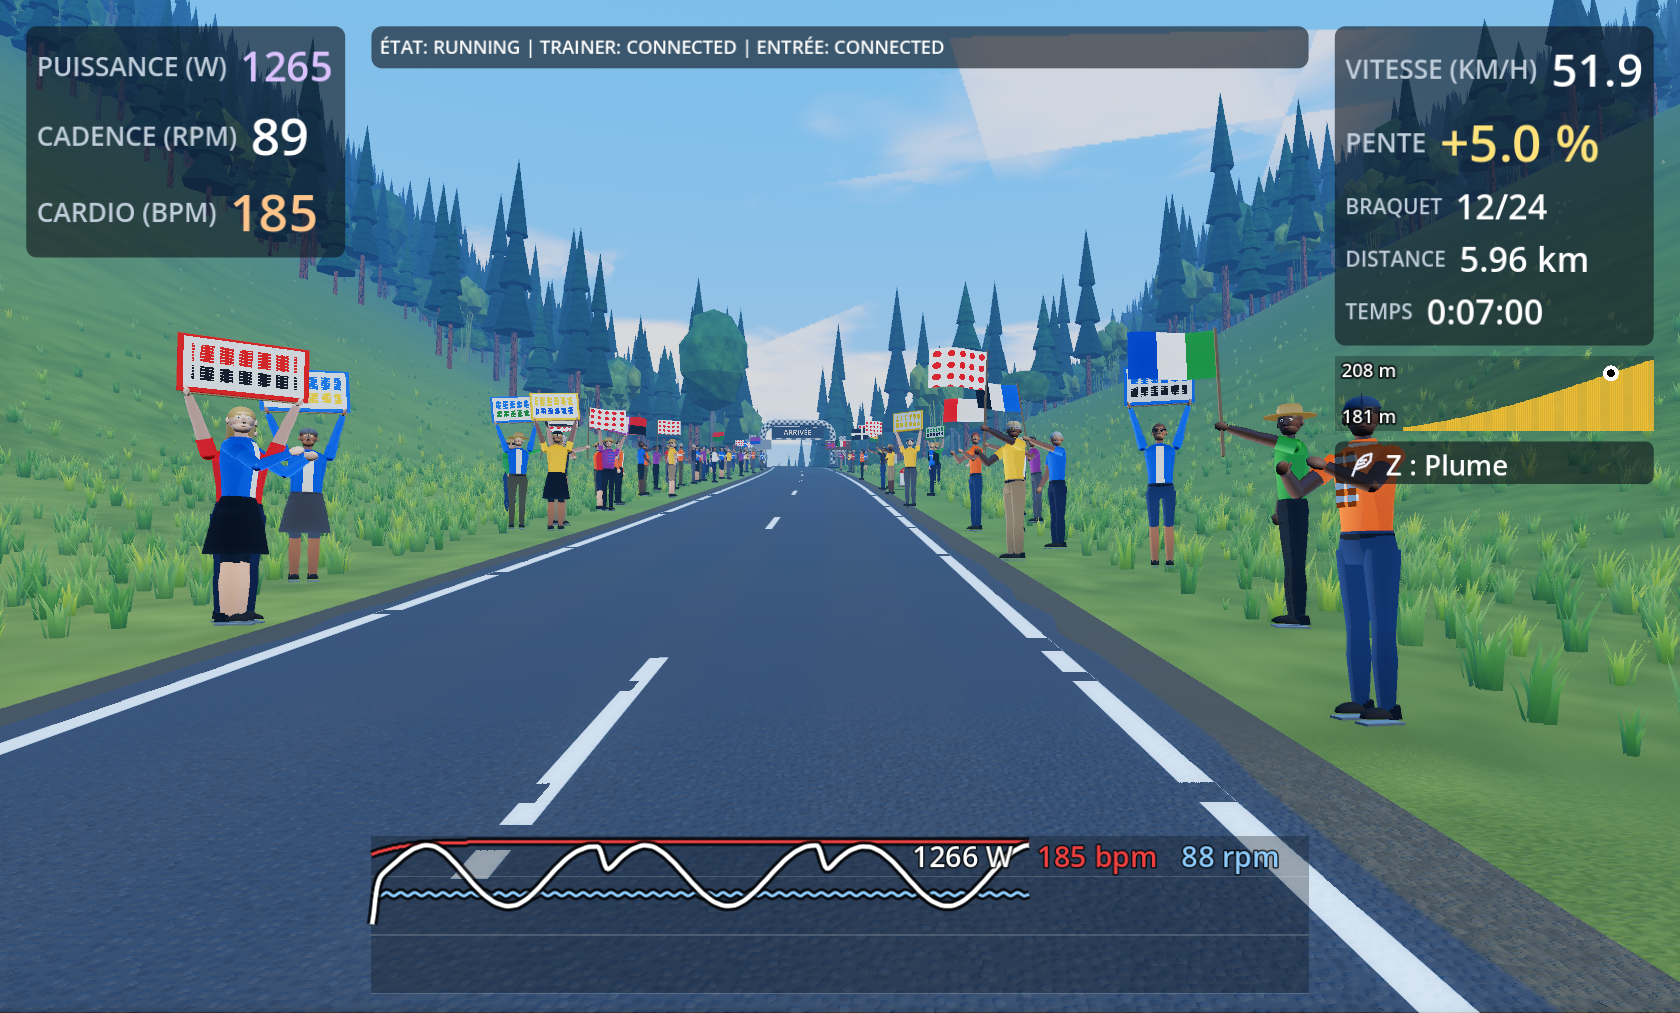 PUISSANCE (W) 1265
CADENCE (RPM) 89
CARDIO (BPM) 185
ÉTAT: RUNNING | TRAINER: CONNECTED | ENTRÉE: CONNECTED
VITESSE (KM/H) 51.9
PENTE +5.0 %
BRAQUET 12/24
DISTANCE 5.96 km
TEMPS 0:07:00
208 m
181 m
Z : Plume
ARRIVÉE
1266 W 185 bpm 88 rpm